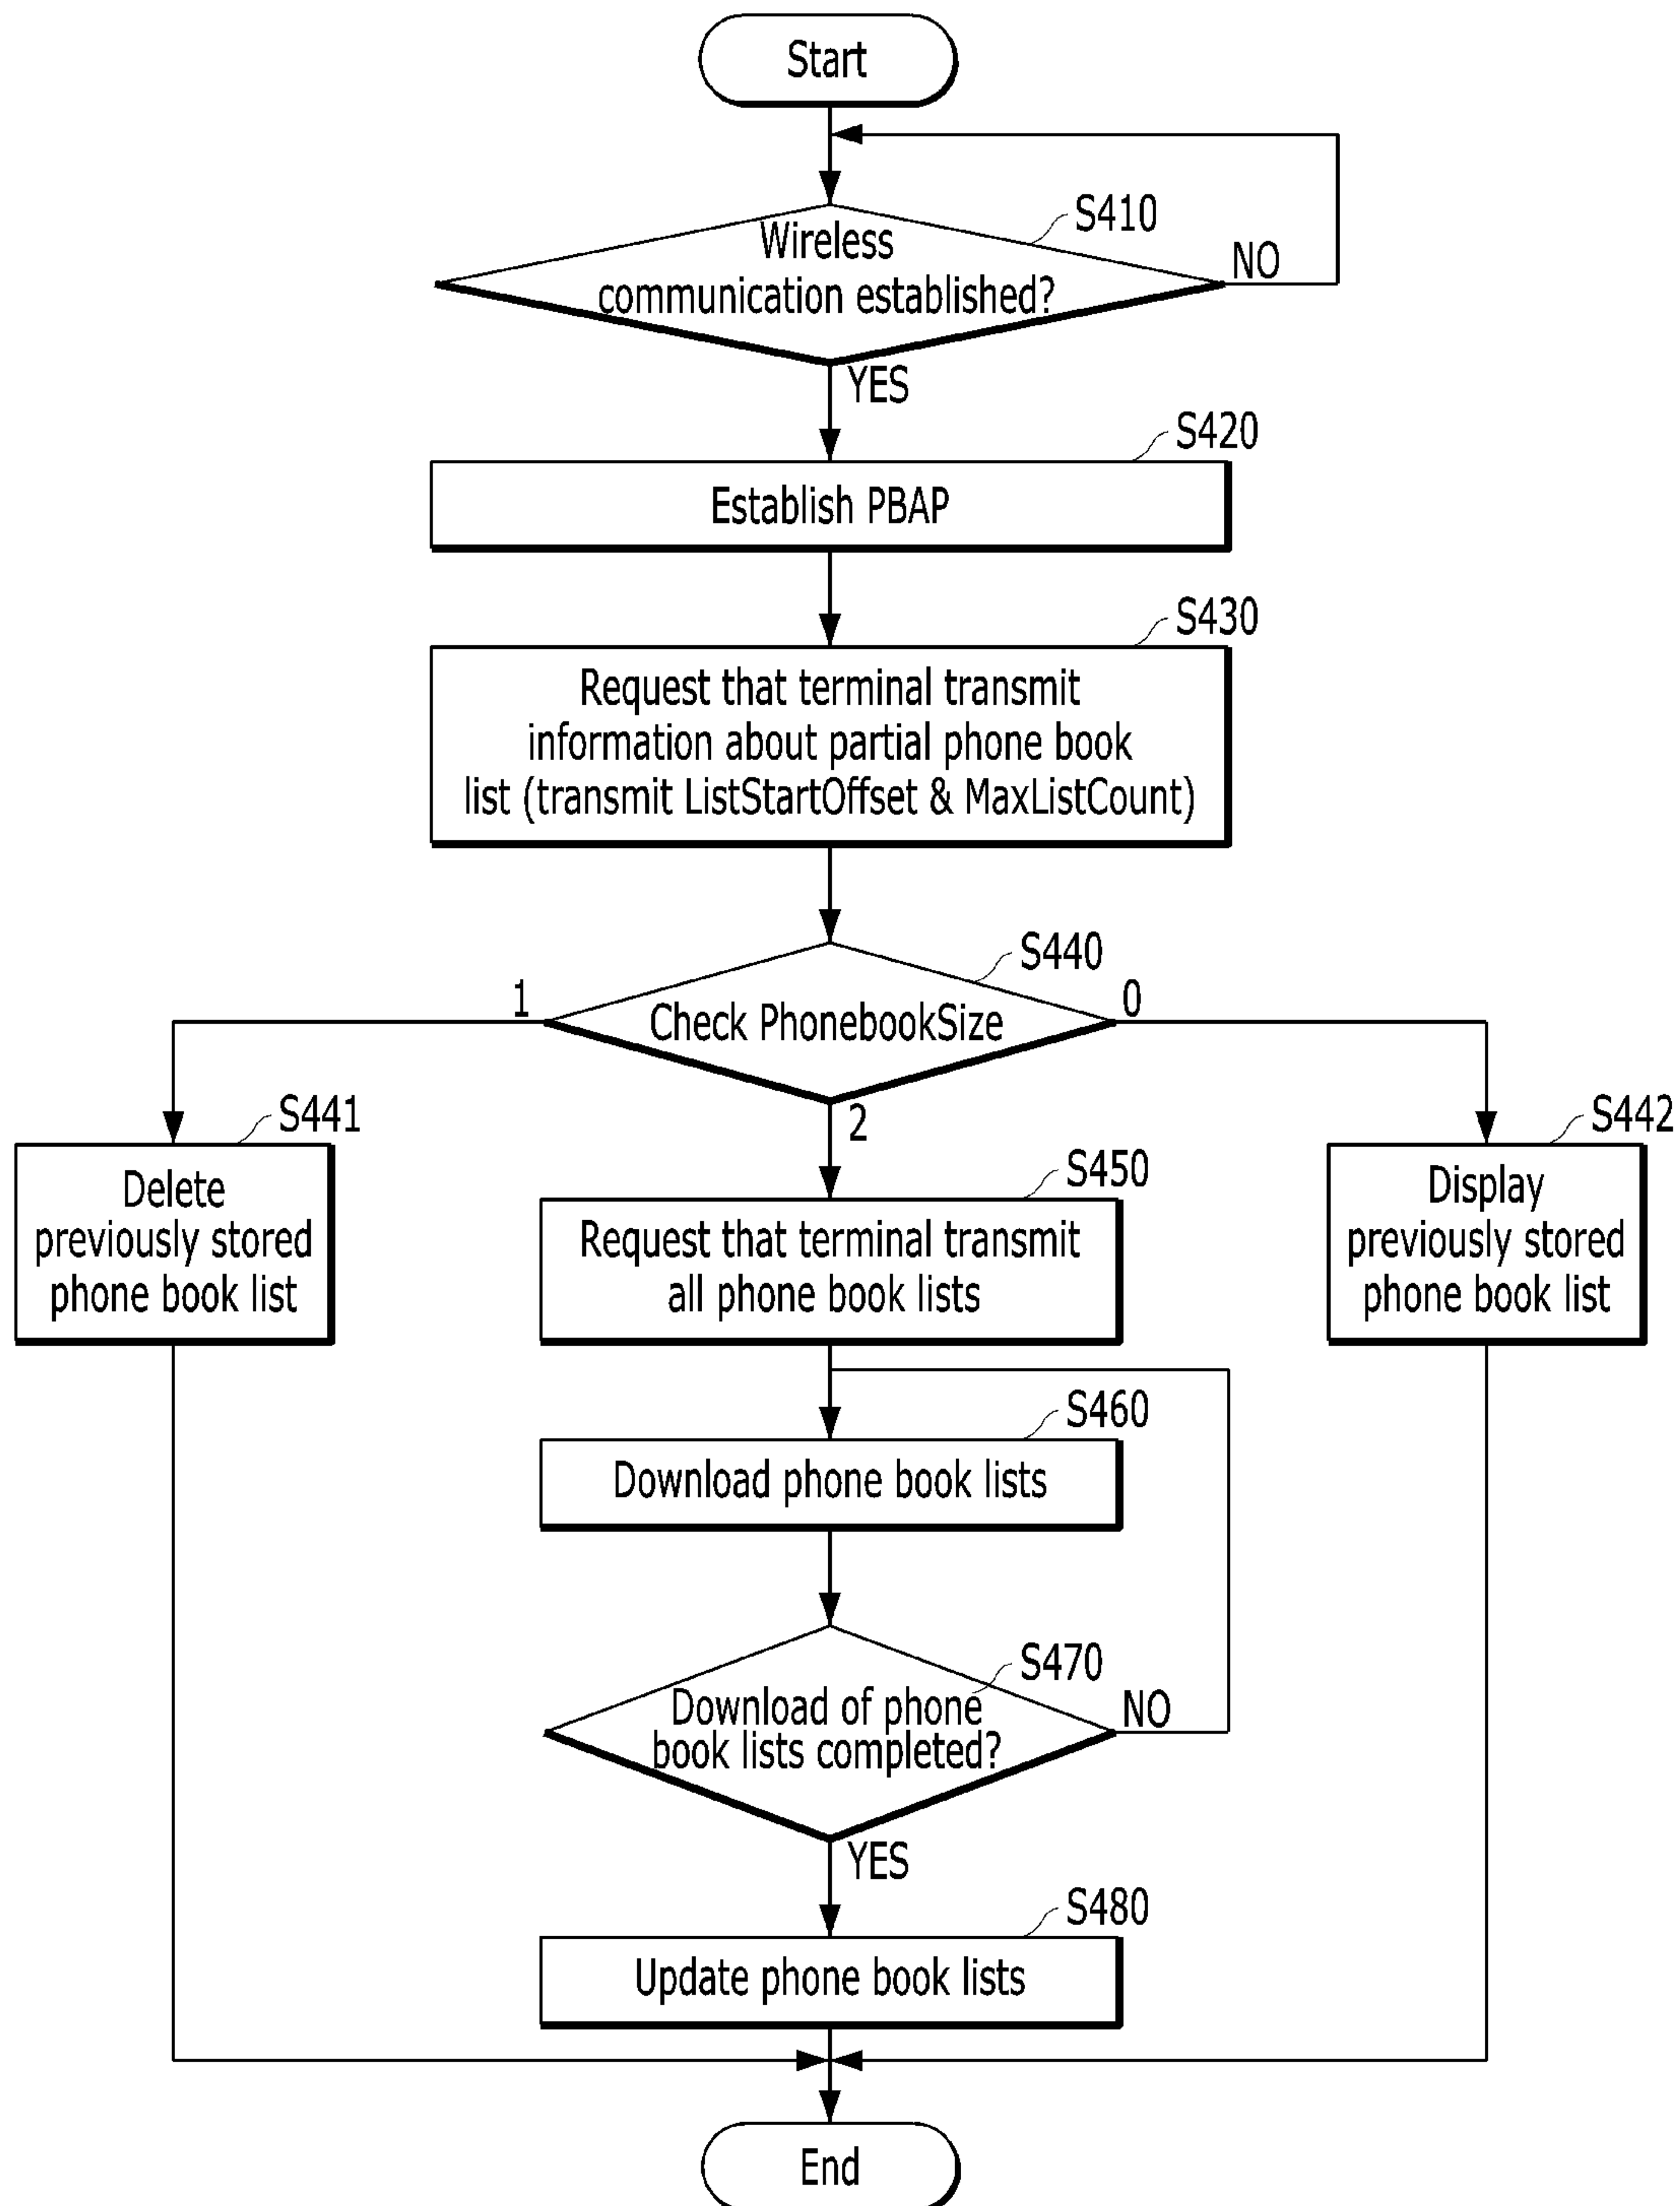 Start
S410
Wireless
communication established?
NO
YES
S420
Establish PBAP
S430
Request that terminal transmit
information about partial phone book
list (transmit ListStartOffset & MaxListCount)
S440
1
Check PhonebookSize
0
2
S441
Delete
previously stored
phone book list
S450
Request that terminal transmit
all phone book lists
S442
Display
previously stored
phone book list
S460
Download phone book lists
S470
Download of phone
book lists completed?
NO
YES
S480
Update phone book lists
End